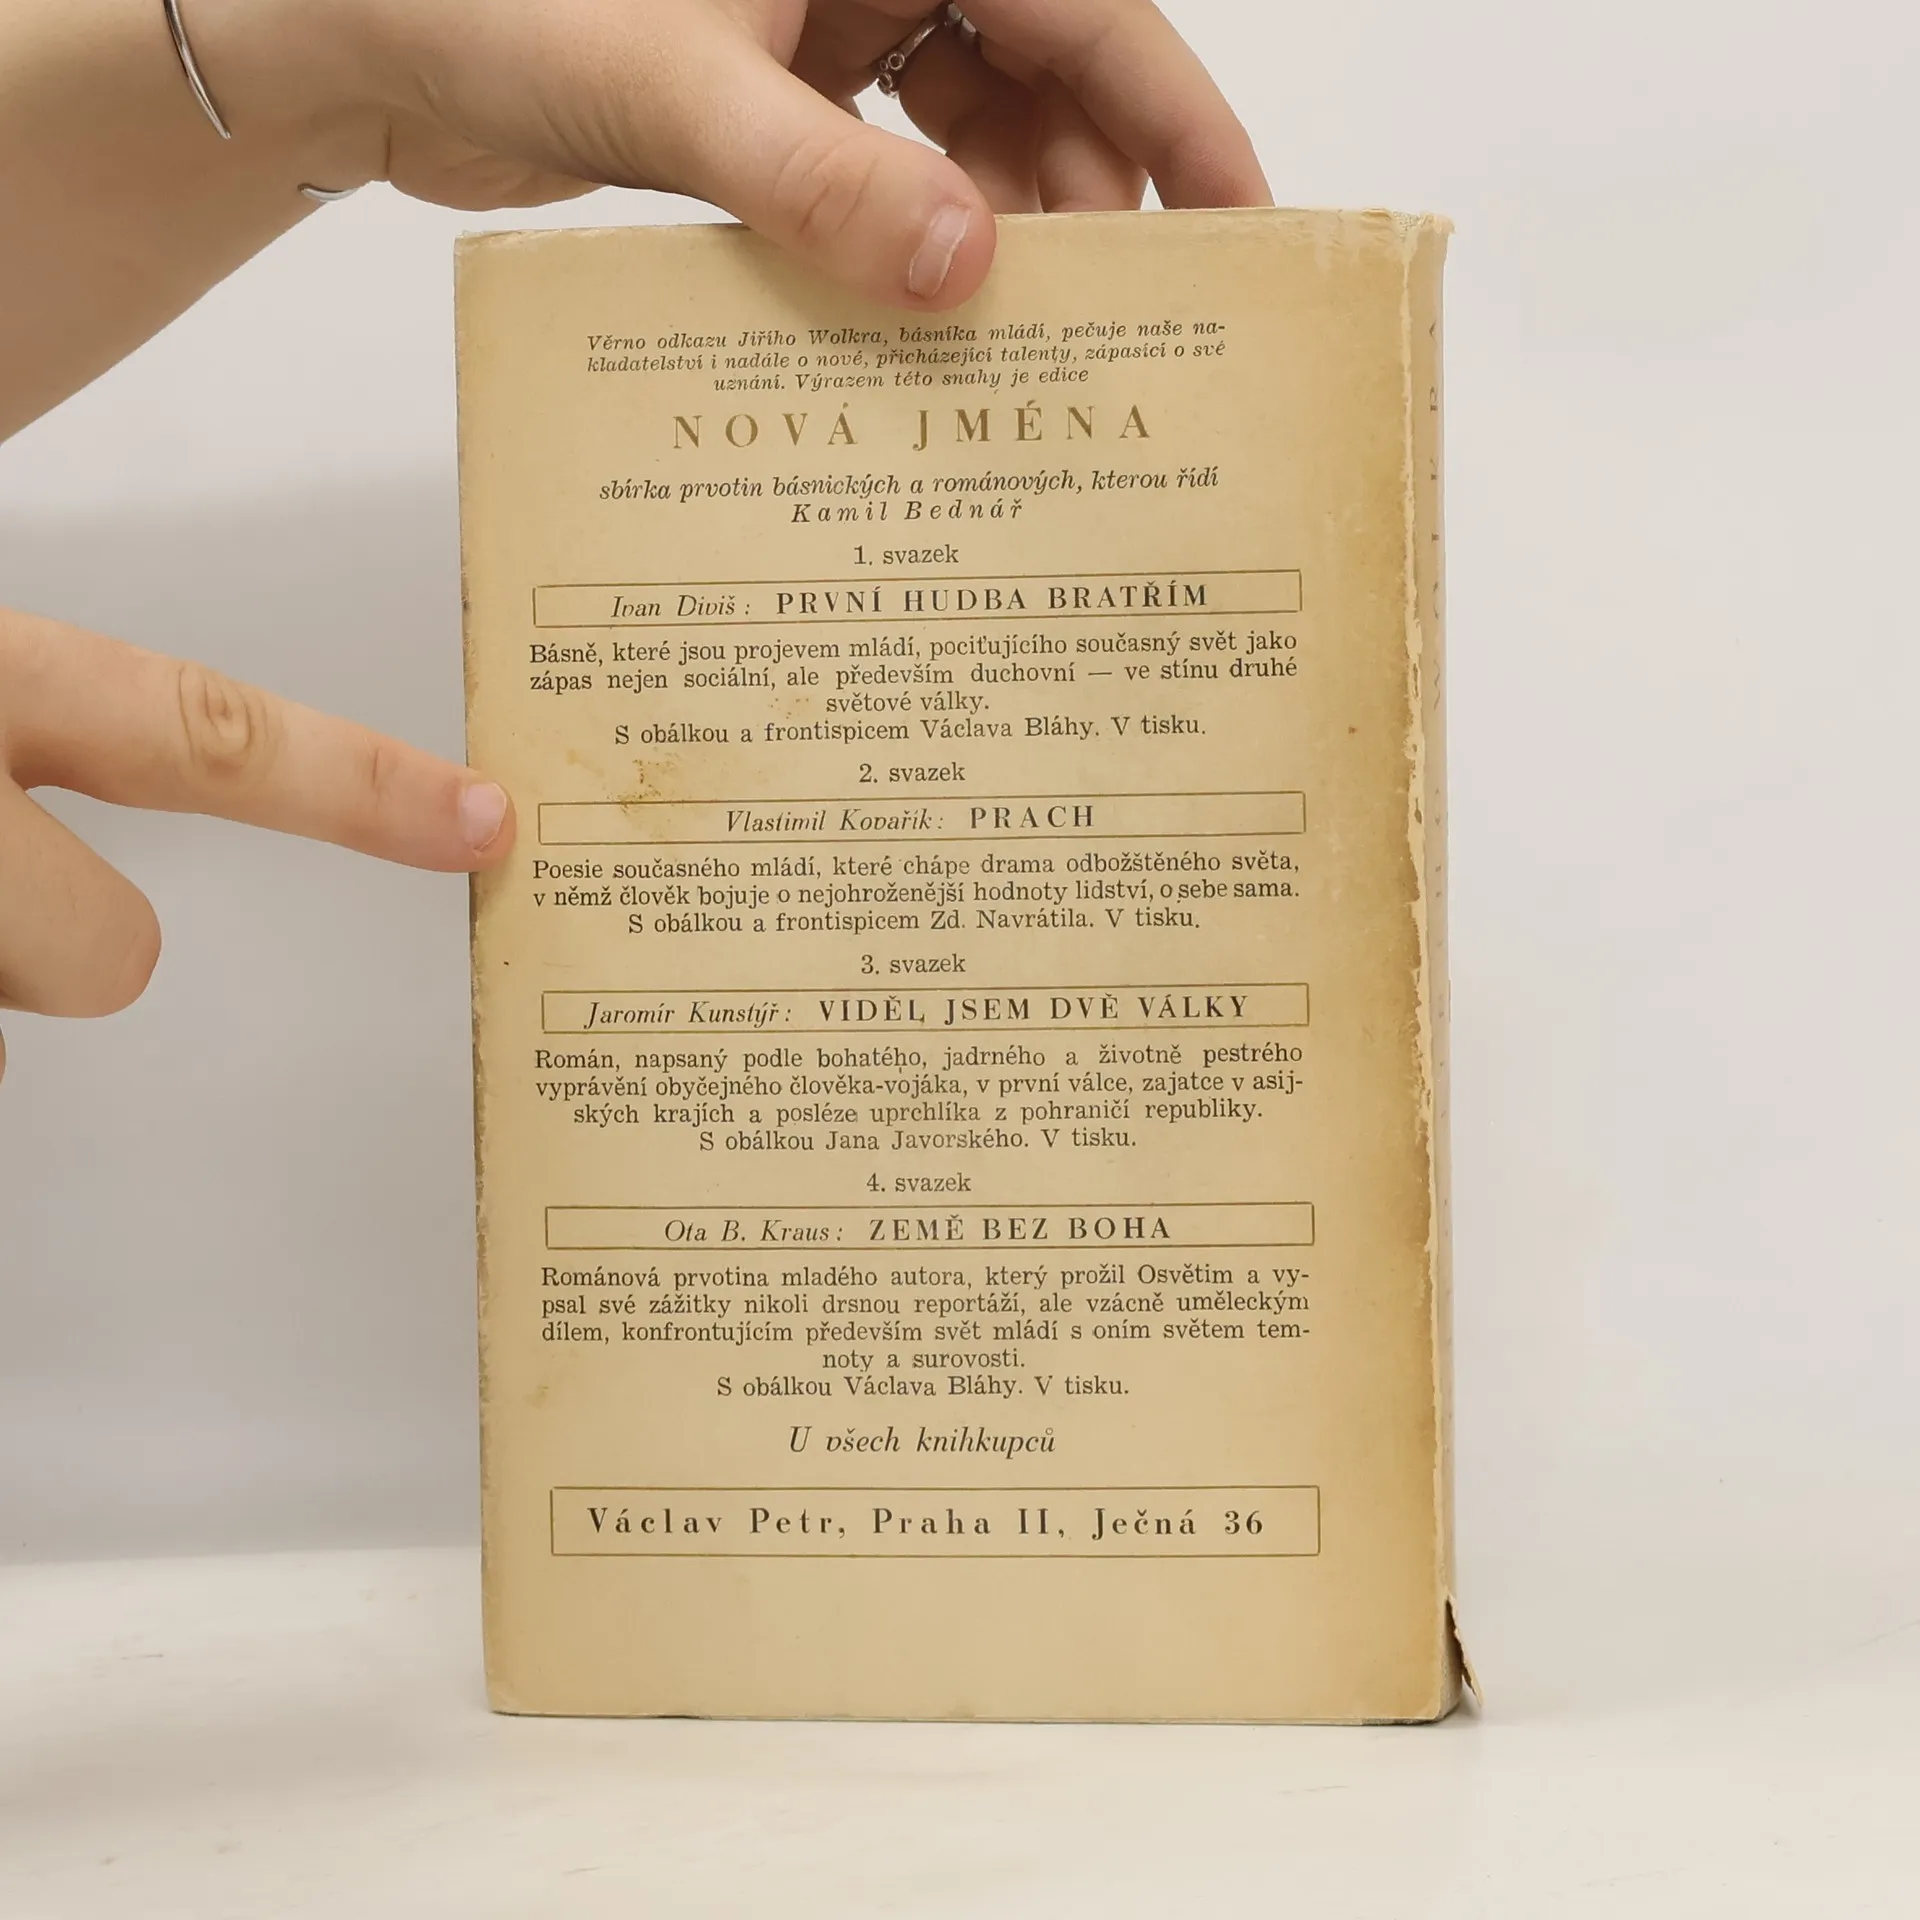 Věrno odkazu Jiřího Wolkra, básníka mládí, pečuje naše na-
kladatelství i nadále o nové, přicházející talenty, zápasící o své
uznání. Výrazem této snahy je edice
NOVÁ JMÉNA
sbírka prvotin básnických a románových, kterou řídí
Kamil Bednář
1. svazek
Ivan Diviš: PRVNÍ HUDBA BRATŘÍM
Básně, které jsou projevem mládí, pociťujícího současný svět jako
zápas nejen sociální, ale především duchovní — ve stínu druhé
světové války.
S obálkou a frontispicem Václava Bláhy. V tisku.
2. svazek
Vlastimil Kovařík: PRACH
Poesie současného mládí, které chápe drama odbožštěného světa,
v němž člověk bojuje o nejohroženější hodnoty lidství, o sebe sama.
S obálkou a frontispicem Zd. Navrátila. V tisku.
3. svazek
Jaromír Kunstýř: VIDĚL JSEM DVĚ VÁLKY
Román, napsaný podle bohatého, jadrného a životně pestrého
vyprávění obyčejného člověka-vojáka, v první válce, zajatce v asij-
ských krajích a posléze uprchlíka z pohraničí republiky.
S obálkou Jana Javorského. V tisku.
4. svazek
Ota B. Kraus: ZEMĚ BEZ BOHA
Románová prvotina mladého autora, který prožil Osvětim a vy-
psal své zážitky nikoli drsnou reportáží, ale vzácně uměleckým
dílem, konfrontujícím především svět mládí s oním světem tem-
noty a surovosti.
S obálkou Václava Bláhy. V tisku.
U všech knihkupců
Václav Petr, Praha II, Ječná 36